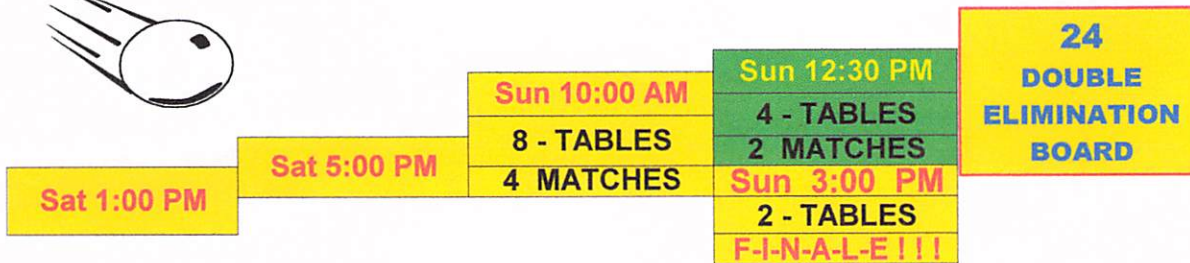 Sat 1:00 PM
Sat 5:00 PM
Sun 10:00 AM
8 - TABLES
4 MATCHES
Sun 12:30 PM
4 - TABLES
2 MATCHES
Sun 3:00 PM
2 - TABLES
F-I-N-A-L-E ! ! !
24
DOUBLE
ELIMINATION
BOARD